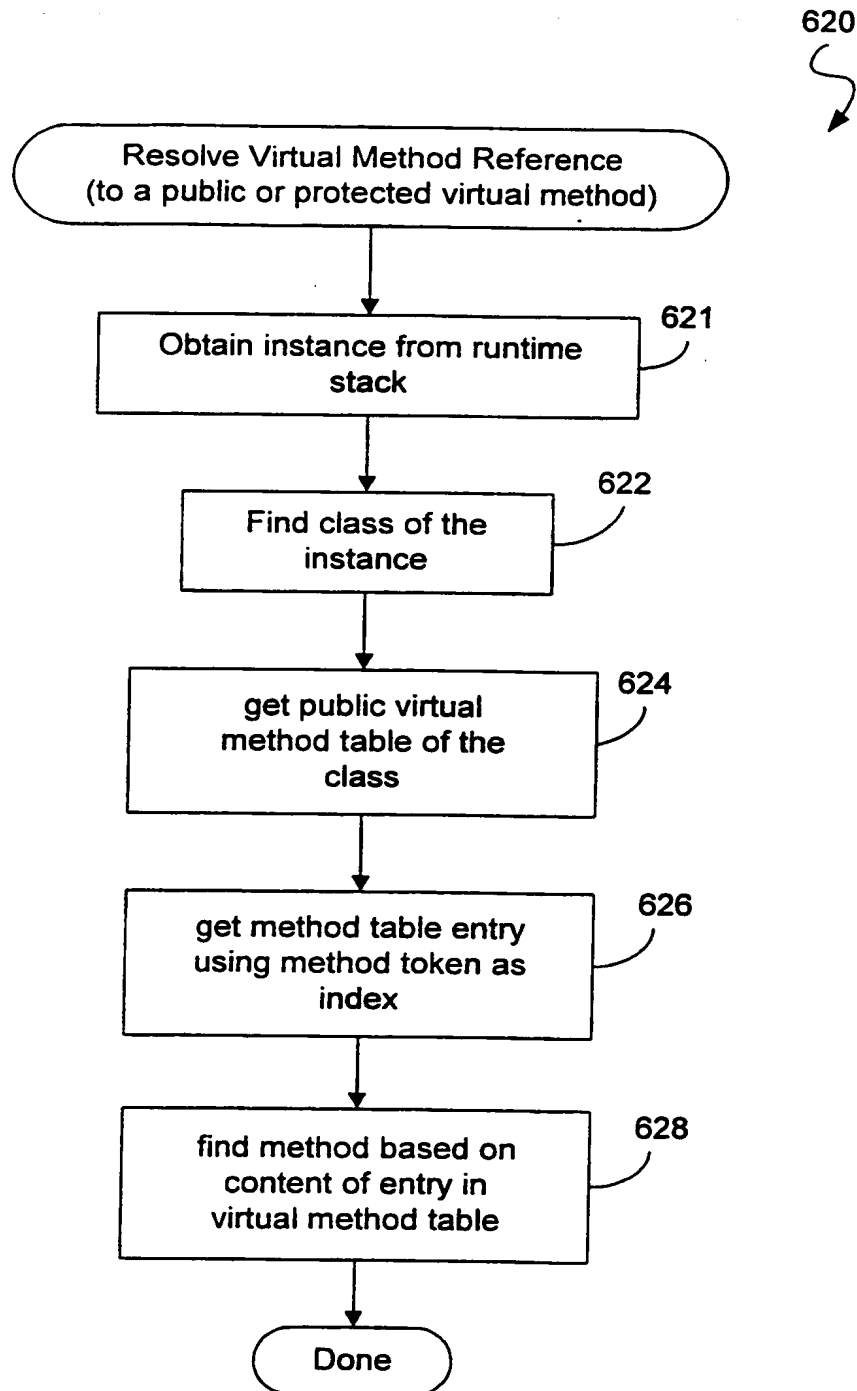 620
Resolve Virtual Method Reference
(to a public or protected virtual method)
621
Obtain instance from runtime
stack
622
Find class of the
instance
624
get public virtual
method table of the
class
626
get method table entry
using method token as
index
628
find method based on
content of entry in
virtual method table
Done